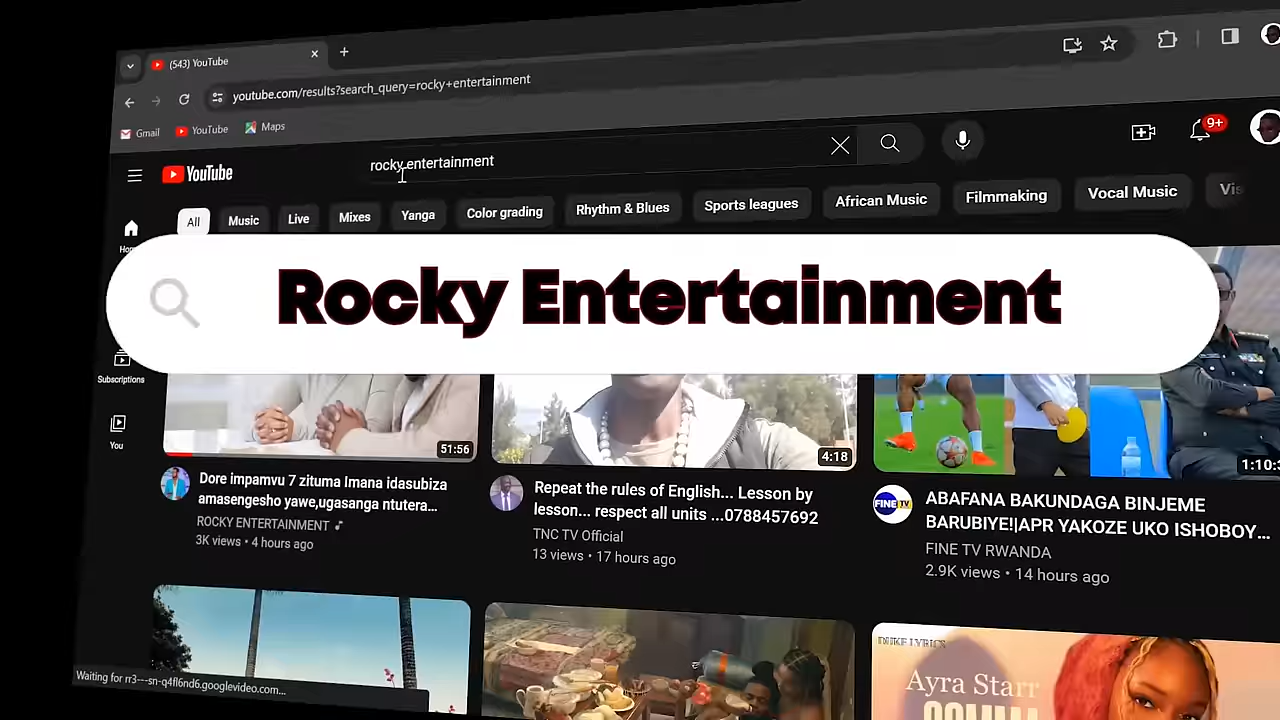 (543) YouTube
youtube.com/results?search_query=rocky+entertainment
Gmail YouTube Maps
YouTube
rocky entertainment
9+
All Music Live Mixes Yanga Color grading Rhythm & Blues Sports leagues African Music Filmmaking Vocal Music
Rocky Entertainment
Subscriptions
You
51:56
4:18
Dore impamvu 7 zituma Imana idasubiza
amasengesho yawe,ugasanga ntutera...
ROCKY ENTERTAINMENT
3K views • 4 hours ago
Repeat the rules of English... Lesson by
lesson... respect all units ...0788457692
TNC TV Official
13 views • 17 hours ago
FINE TV
ABAFANA BAKUNDAGA BINJEME
BARUBIYE!|APR YAKOZE UKO ISHOBOY...
FINE TV RWANDA
2.9K views • 14 hours ago
Waiting for rr3---sn-q4fl6nd6.googlevideo.com...
Ayra Starr